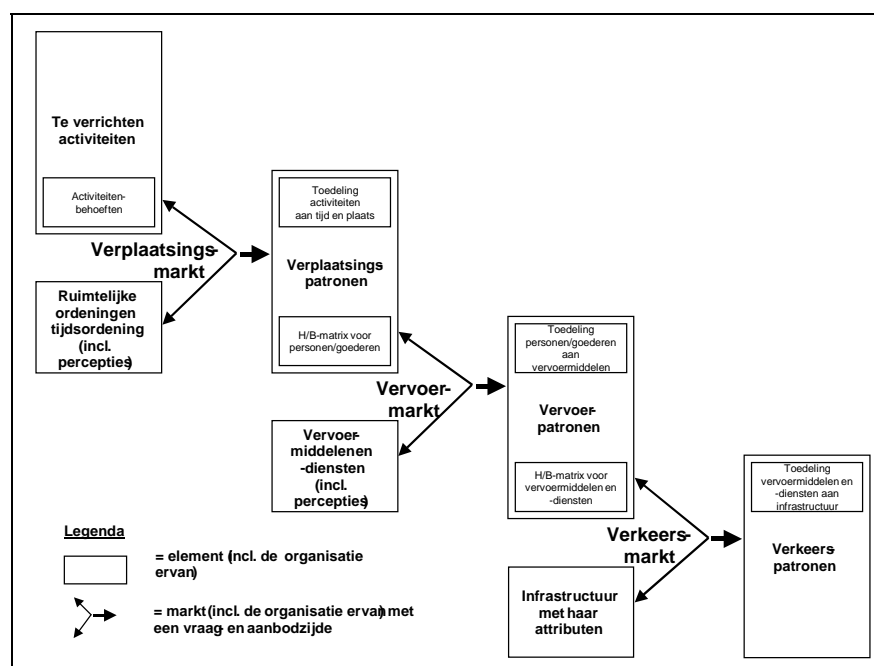 Te verrichten
activiteiten
Activiteiten-
behoeften
Verplaatsings-
markt
Ruimtelijke
ordeningen
tijdsordening
(incl.
percepties)
Toedeling
activiteiten
aan tijd en plaats
Verplaatsings-
patronen
H/B-matrix voor
personen/goederen
Vervoer-
markt
Vervoer-
middelenen
-diensten
(incl.
percepties)
Toedeling
personen/goederen
aan
vervoermiddelen
Vervoer-
patronen
H/B-matrix voor
vervoermiddelen en
-diensten
Verkeers-
markt
Infrastructuur
met haar
attributen
Toedeling
vervoermiddelen en
-diensten aan
infrastructuur
Verkeers-
patronen
Legenda
= element (incl. de organisatie
ervan)
= markt (incl. de organisatie ervan) met
een vraag- en aanbodzijde